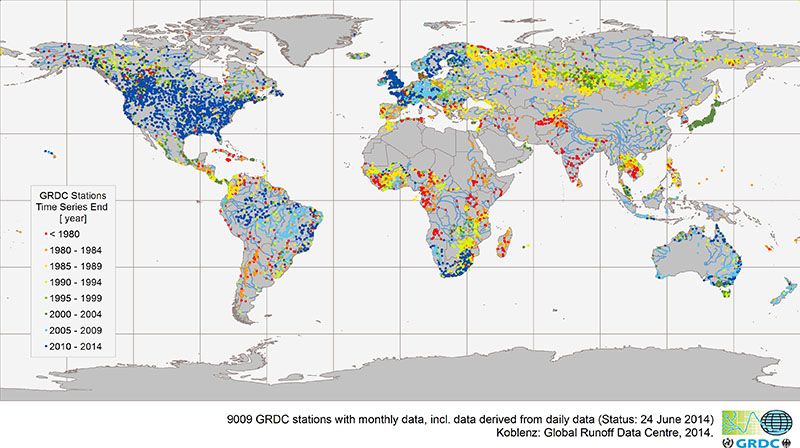 GRDC Stations
Time Series End
[ year]
< 1980
1980 - 1984
1985 - 1989
1990 - 1994
1995 - 1999
2000 - 2004
2005 - 2009
2010 - 2014
9009 GRDC stations with monthly data, incl. data derived from daily data (Status: 24 June 2014)
Koblenz: Global Runoff Data Centre, 2014.
GRDC